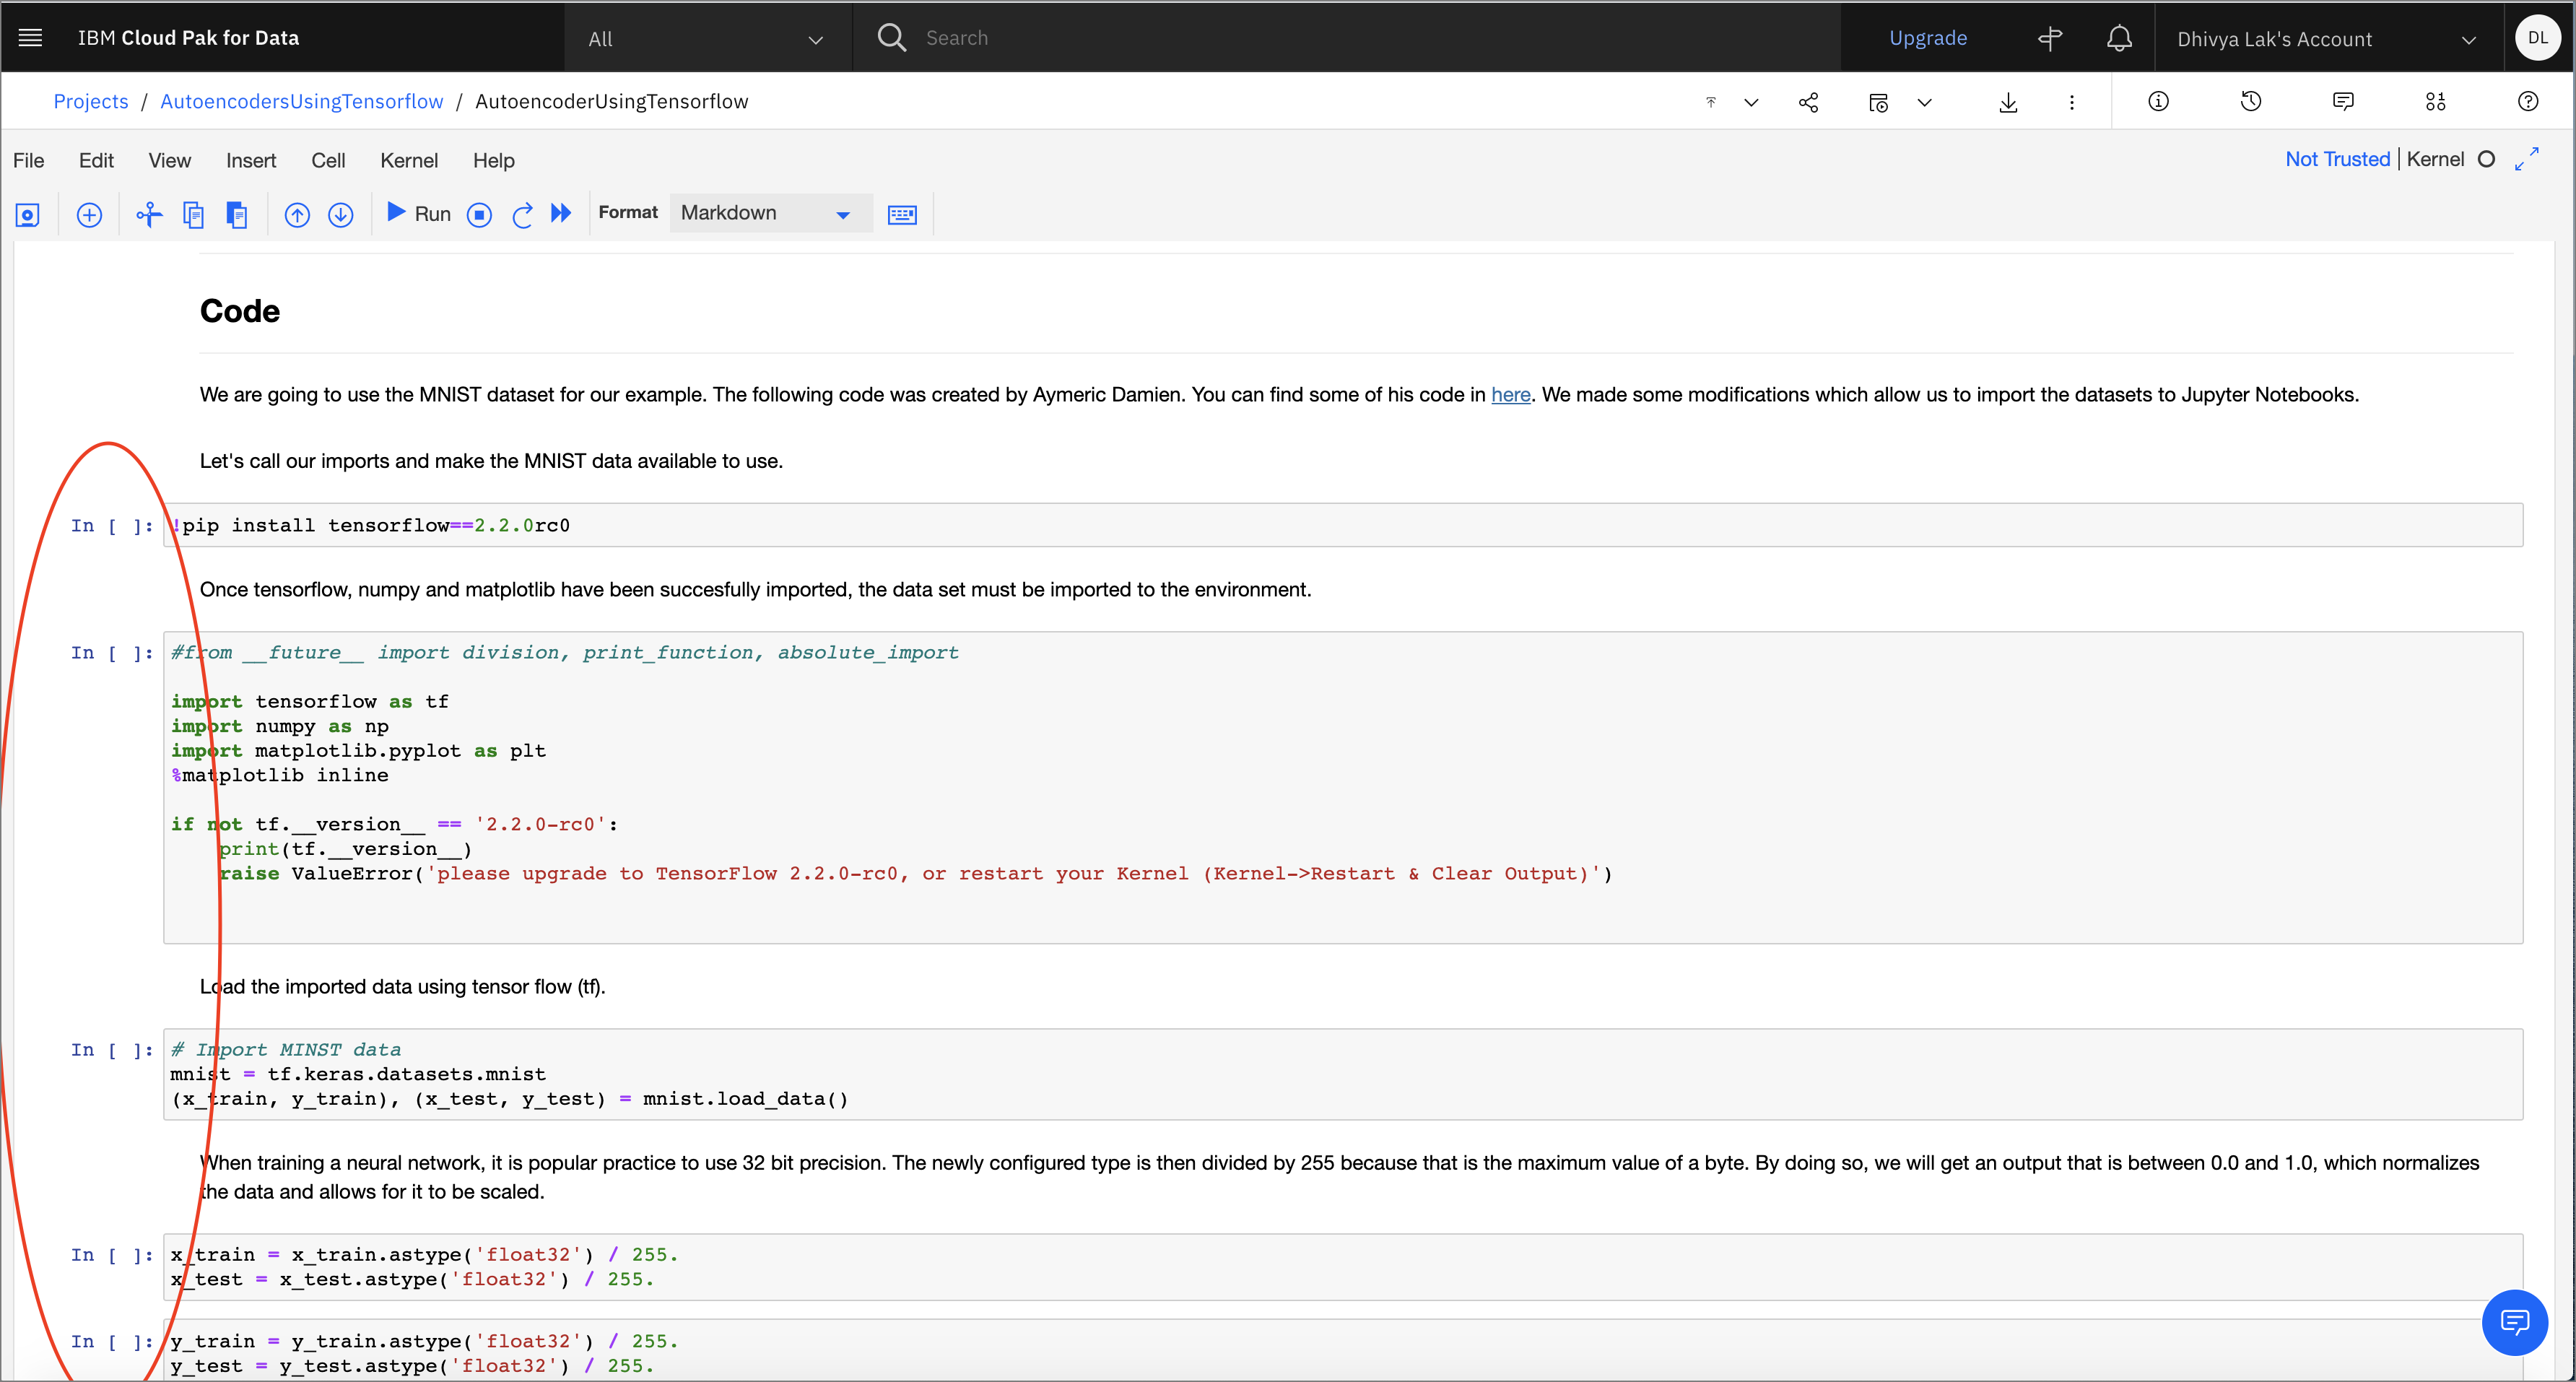 IBM Cloud Pak for Data All Search Upgrade Dhivya Lak's Account DL
Projects / AutoencodersUsingTensorflow / AutoencoderUsingTensorflow
File Edit View Insert Cell Kernel Help Not Trusted | Kernel
Run Format Markdown
Code
We are going to use the MNIST dataset for our example. The following code was created by Aymeric Damien. You can find some of his code in here. We made some modifications which allow us to import the datasets to Jupyter Notebooks.
Let's call our imports and make the MNIST data available to use.
In [ ]: !pip install tensorflow==2.2.0rc0
Once tensorflow, numpy and matplotlib have been succesfully imported, the data set must be imported to the environment.
In [ ]: #from __future__ import division, print_function, absolute_import
import tensorflow as tf
import numpy as np
import matplotlib.pyplot as plt
%matplotlib inline
if not tf.__version__ == '2.2.0-rc0':
    print(tf.__version__)
    raise ValueError('please upgrade to TensorFlow 2.2.0-rc0, or restart your Kernel (Kernel->Restart & Clear Output)')
Load the imported data using tensor flow (tf).
In [ ]: # Import MINST data
mnist = tf.keras.datasets.mnist
(x_train, y_train), (x_test, y_test) = mnist.load_data()
When training a neural network, it is popular practice to use 32 bit precision. The newly configured type is then divided by 255 because that is the maximum value of a byte. By doing so, we will get an output that is between 0.0 and 1.0, which normalizes
the data and allows for it to be scaled.
In [ ]: x_train = x_train.astype('float32') / 255.
x_test = x_test.astype('float32') / 255.
In [ ]: y_train = y_train.astype('float32') / 255.
y_test = y_test.astype('float32') / 255.